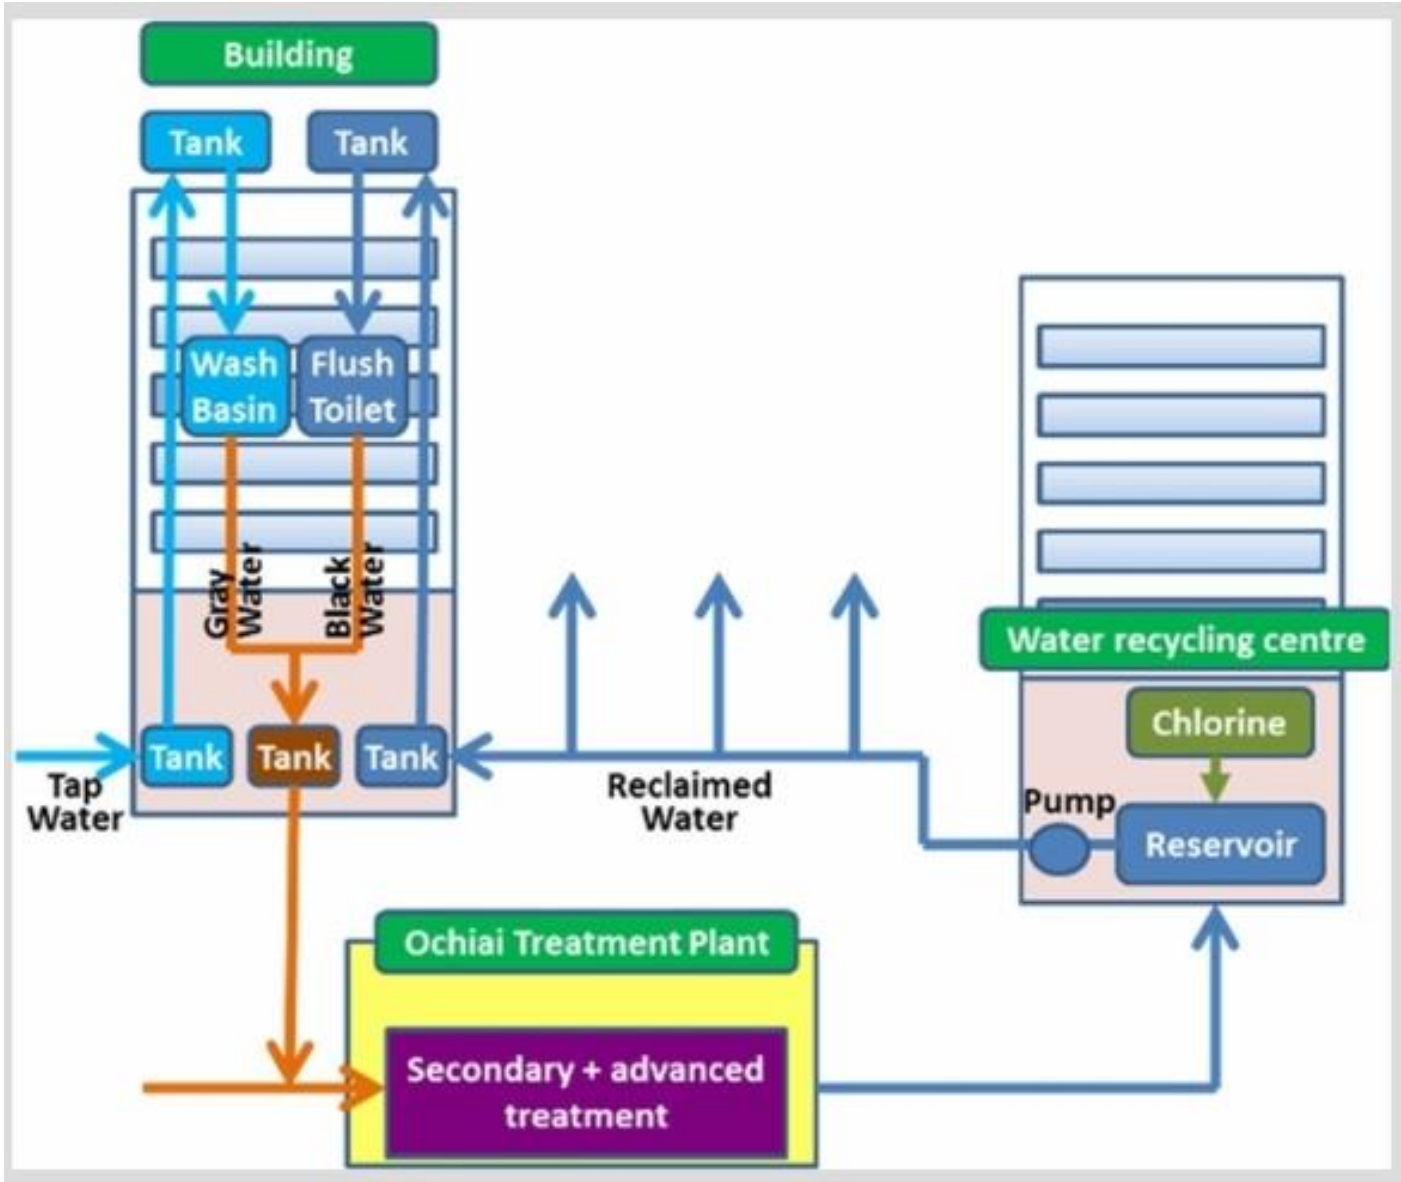 Building
Tank
Tank
Wash
Basin
Flush
Toilet
Gray
Water
Black
Water
Tank
Tank
Tank
Tap
Water
Reclaimed
Water
Water recycling centre
Chlorine
Pump
Reservoir
Ochiai Treatment Plant
Secondary + advanced
treatment